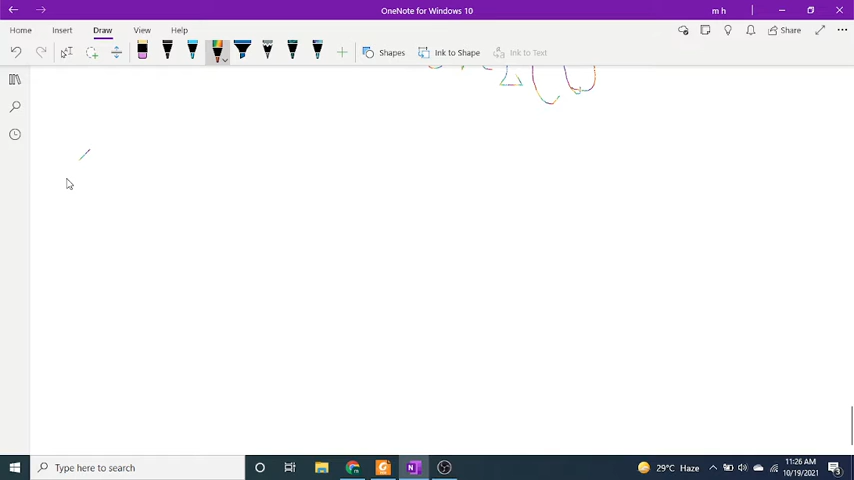 OneNote for Windows 10
m h
Home Insert Draw View Help
Share
Shapes Ink to Shape Ink to Text
Type here to search
29°C Haze
11:26 AM
10/19/2021
3